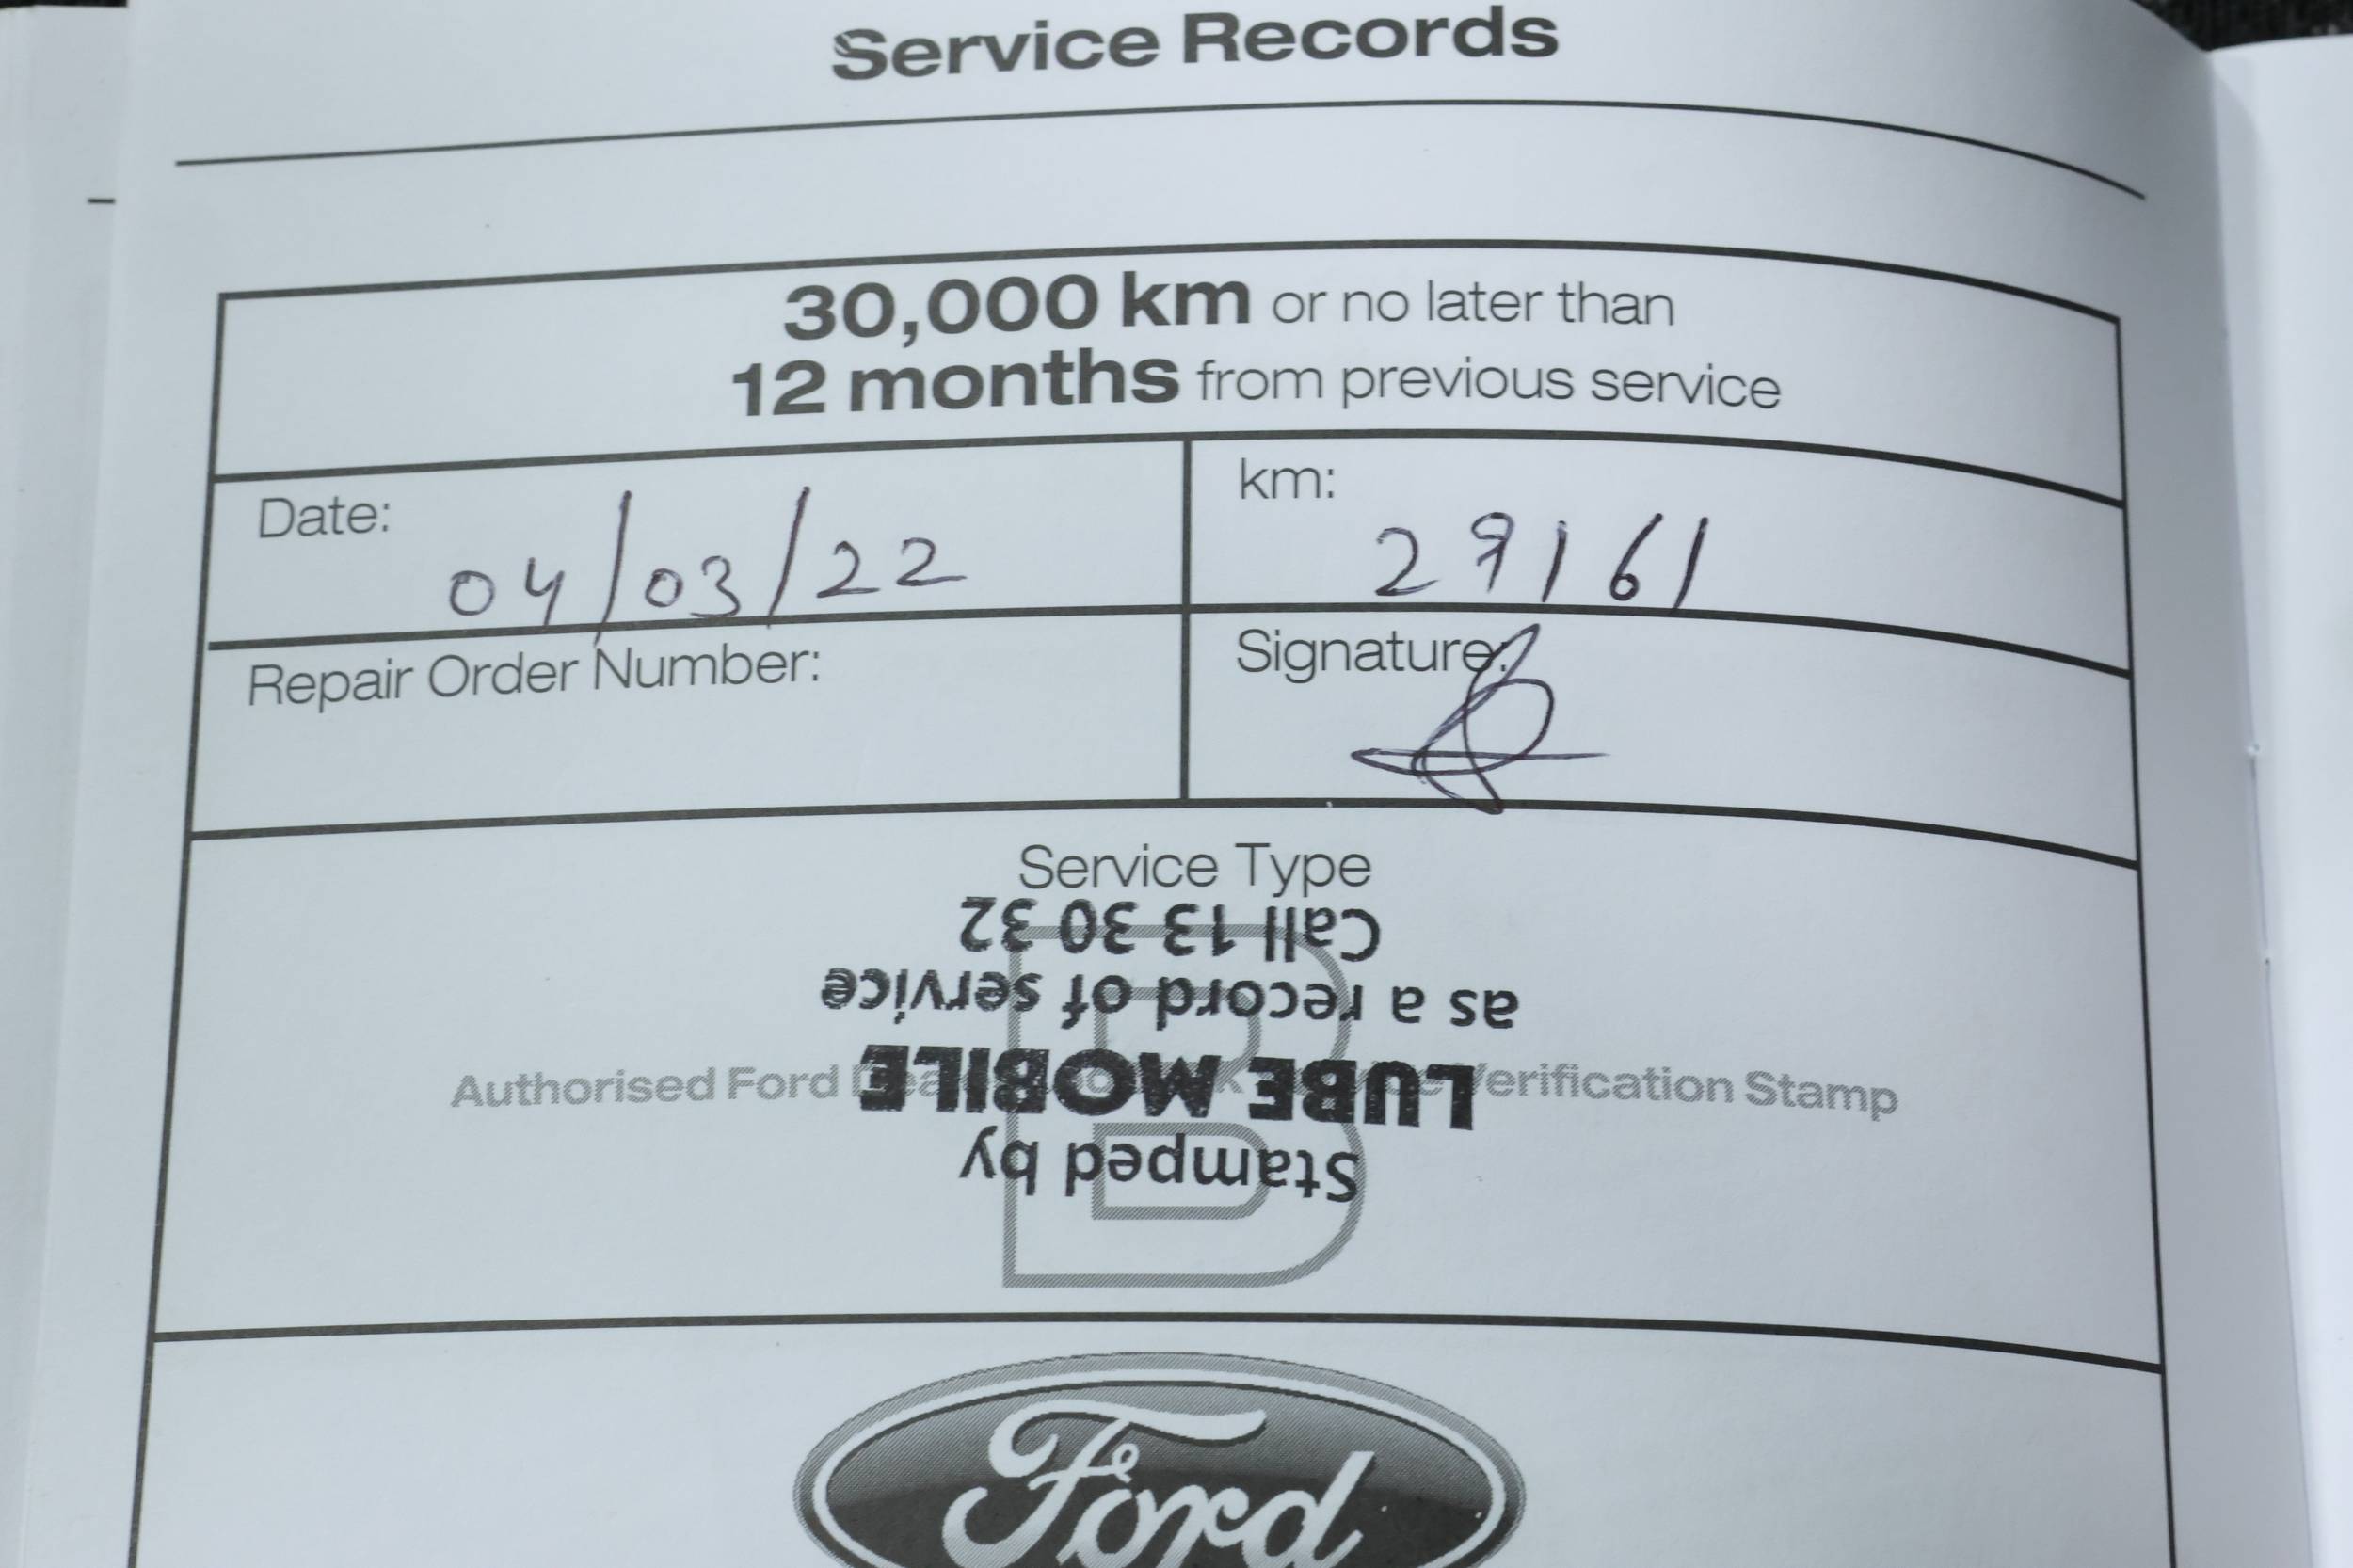 Service Records
30,000 km or no later than
12 months from previous service
Date: 04/03/22
km: 29161
Repair Order Number:
Signature:
Service Type
B
Authorised Ford Verification Stamp
Stamped by
LUBE MOBILE
as a record of service
Call 13 30 32
Ford